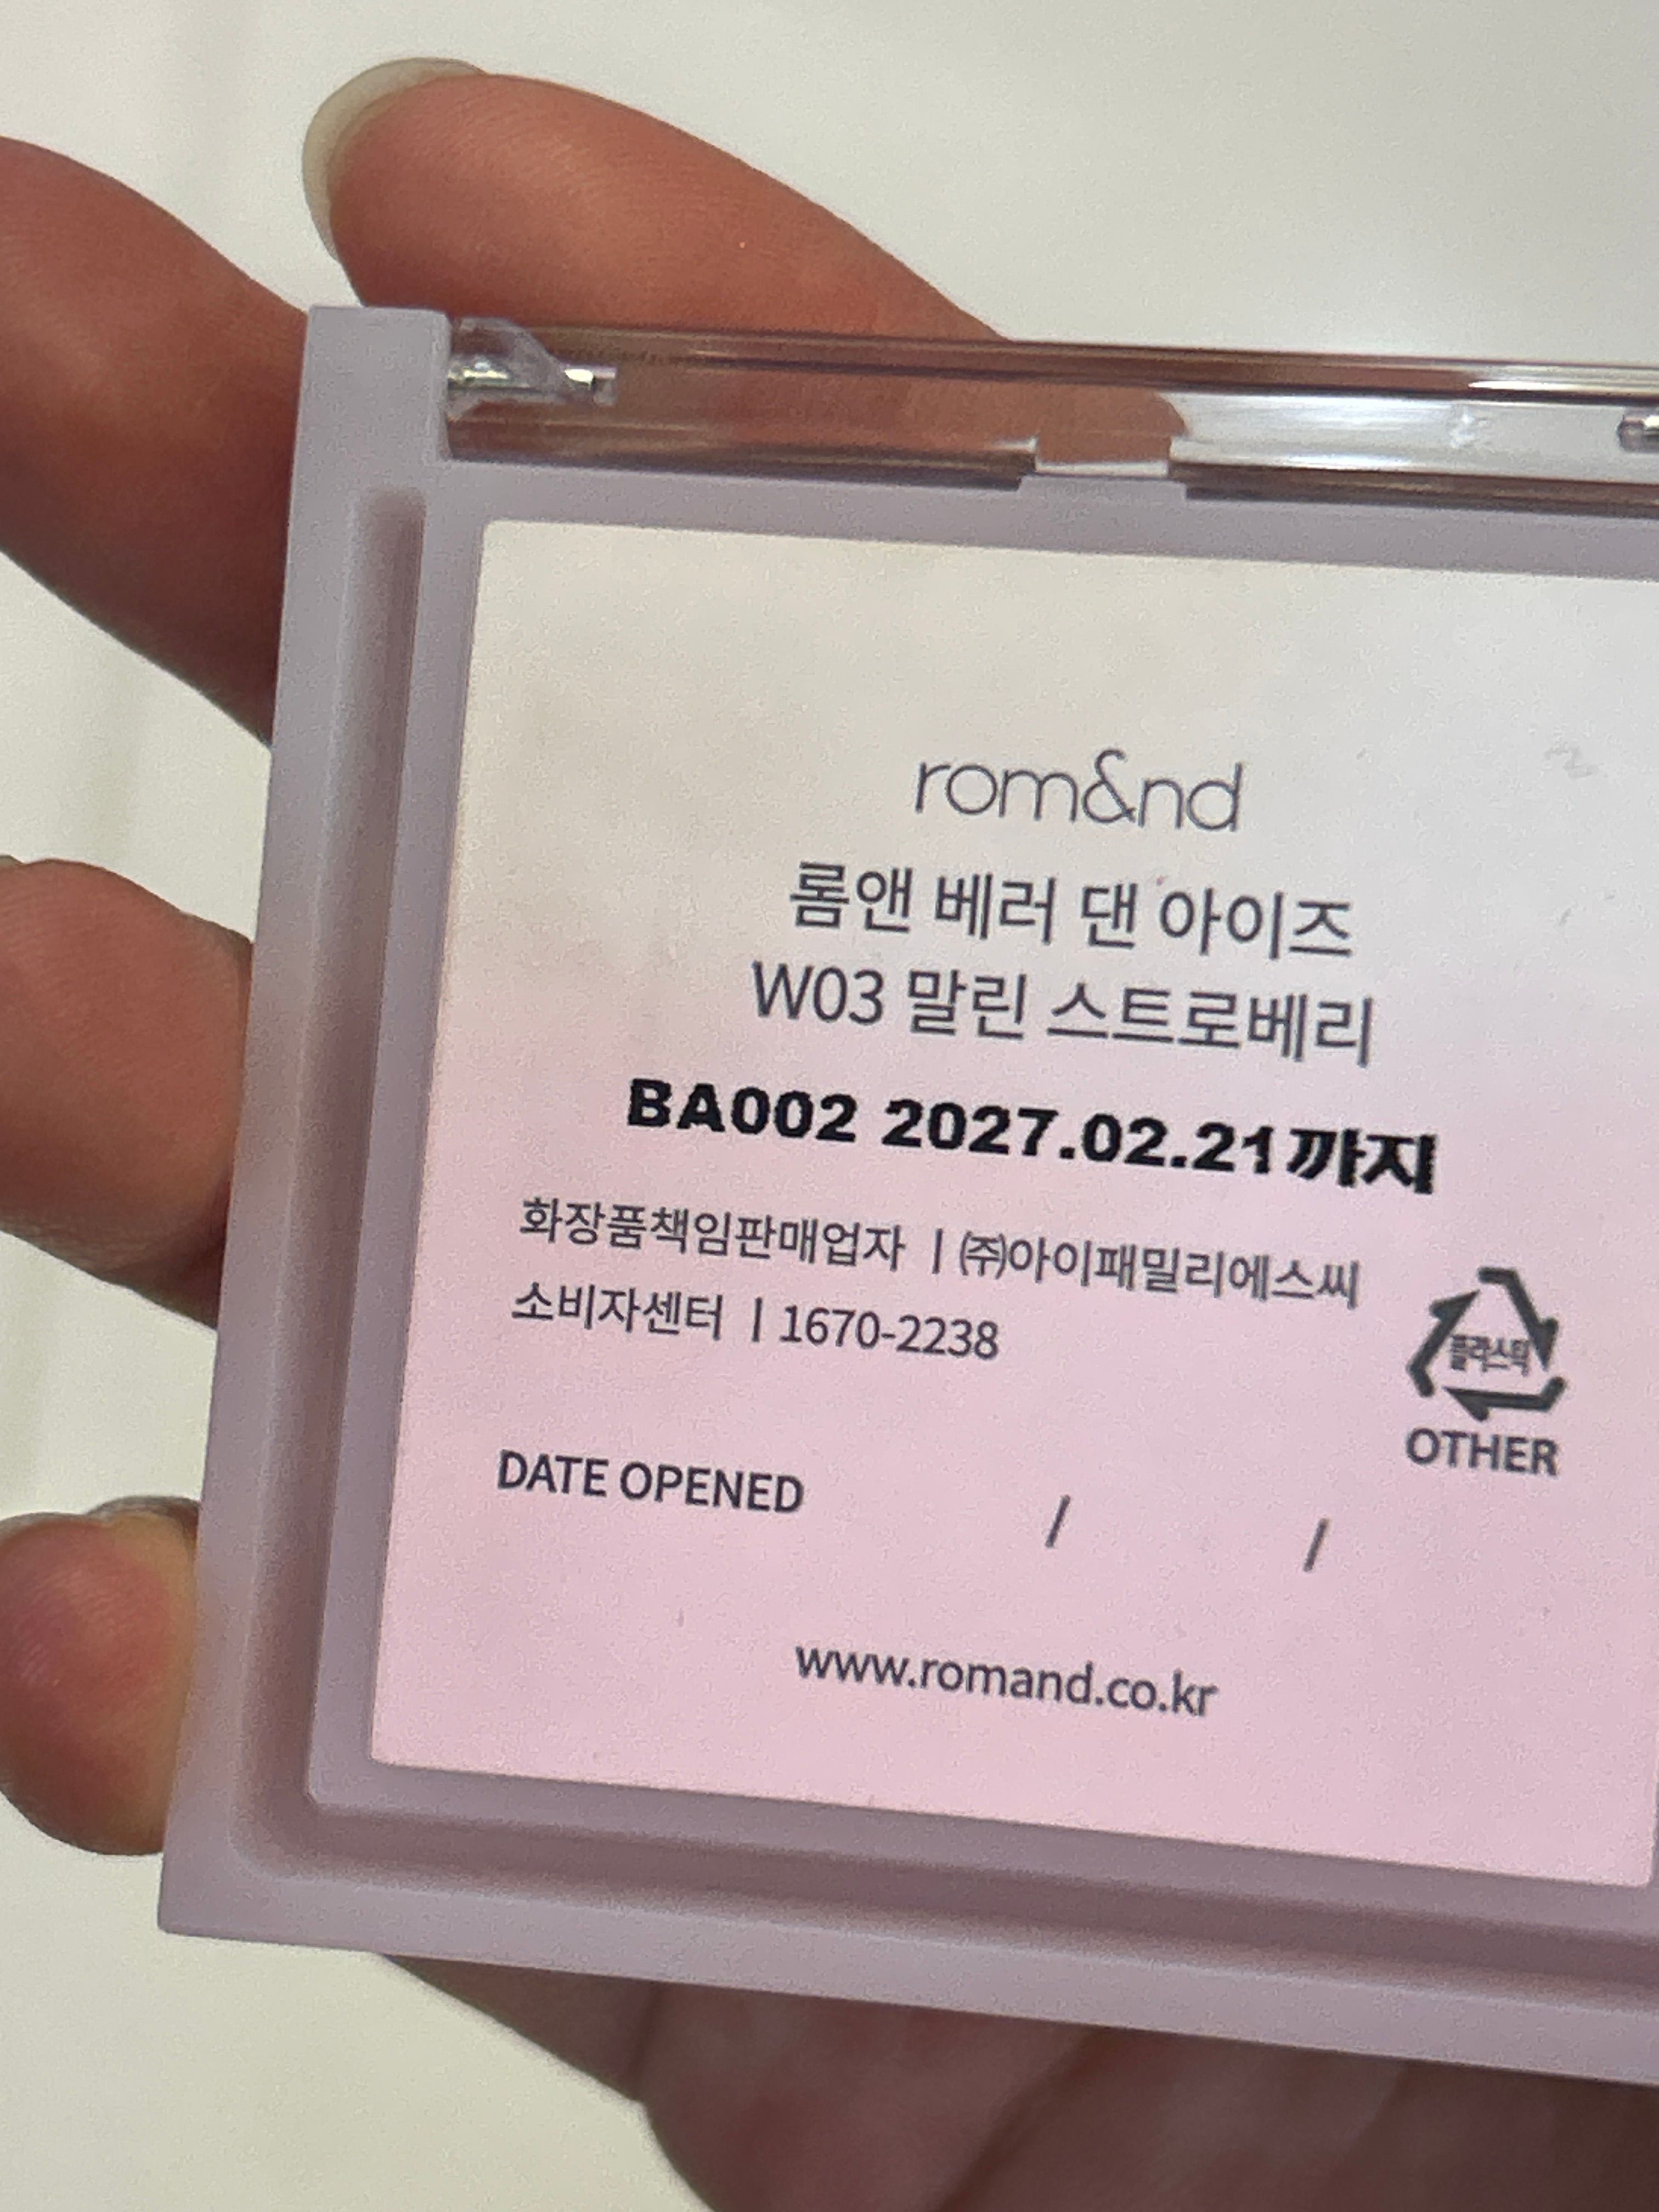 rom&nd
롬앤 베러 댄 아이즈
W03 말린 스트로베리
BA002 2027.02.21까지
화장품책임판매업자 | ㈜아이패밀리에스씨
소비자센터 | 1670-2238
플라스틱
OTHER
DATE OPENED / /
www.romand.co.kr